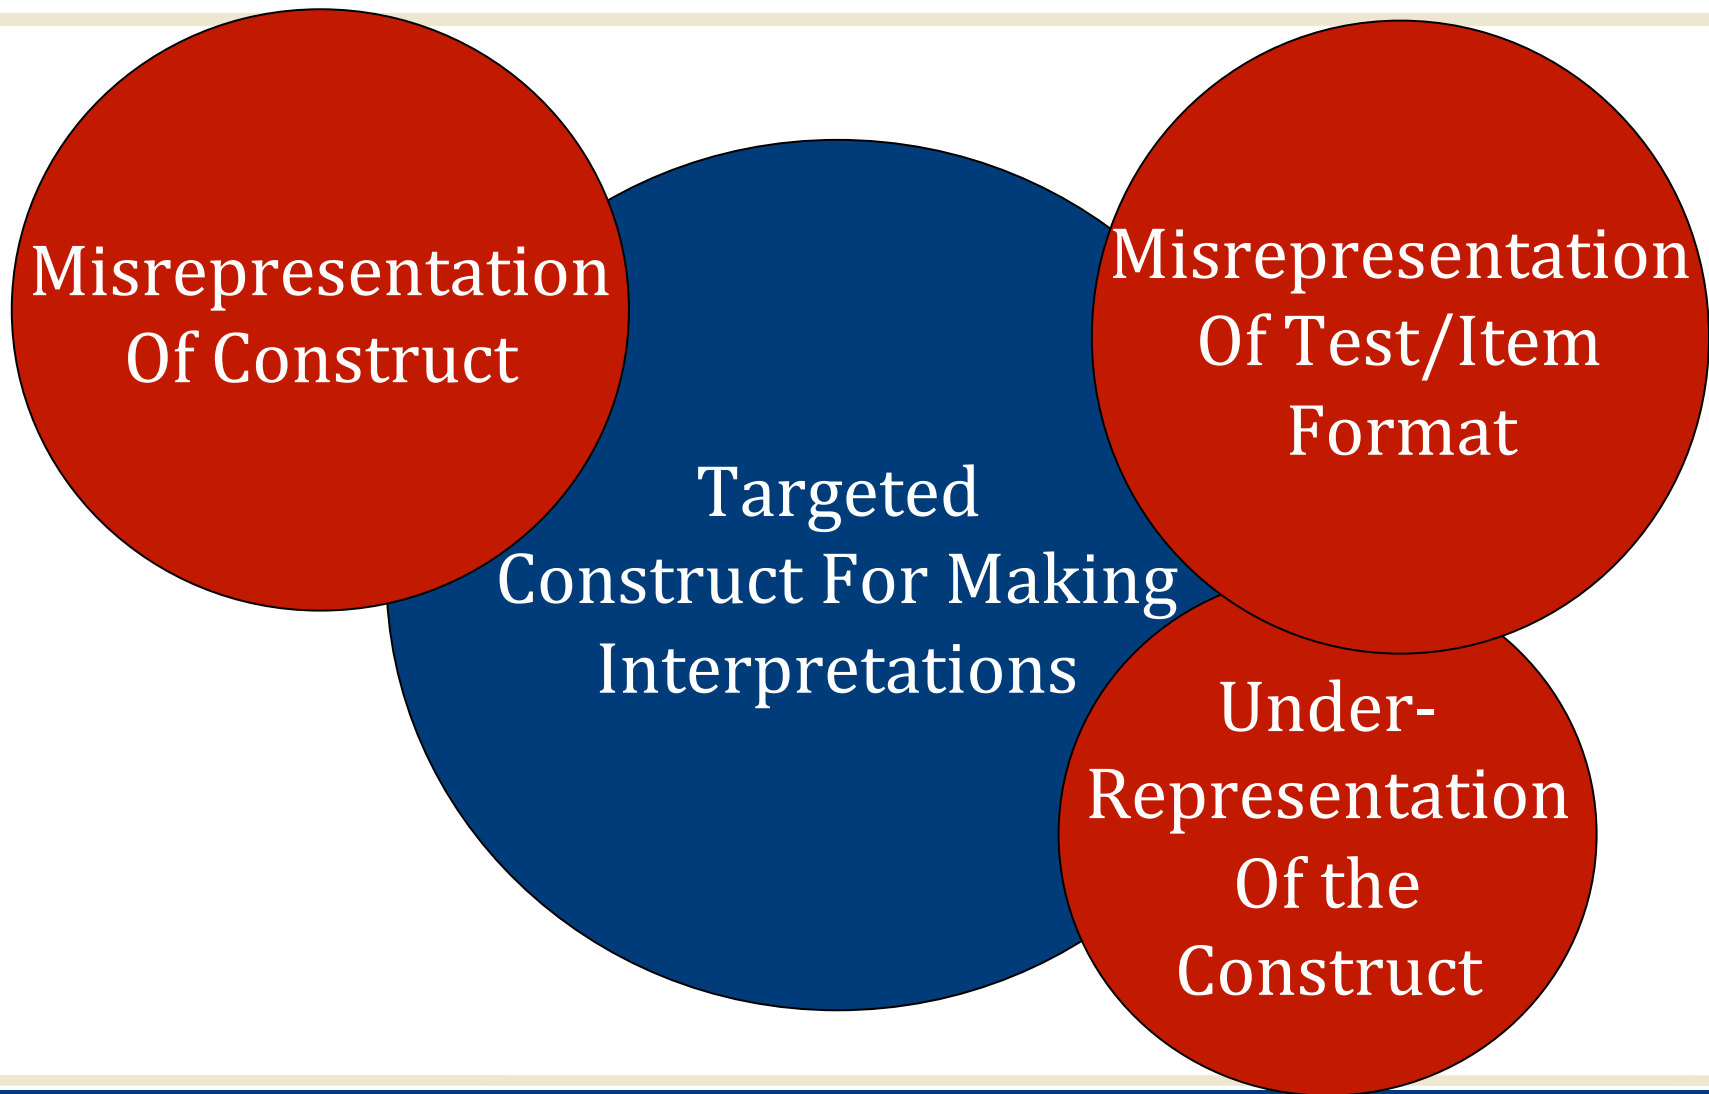 Misrepresentation
Of Construct
Misrepresentation
Of Test/Item
Format
Targeted
Construct For Making
Interpretations
Under-
Representation
Of the
Construct